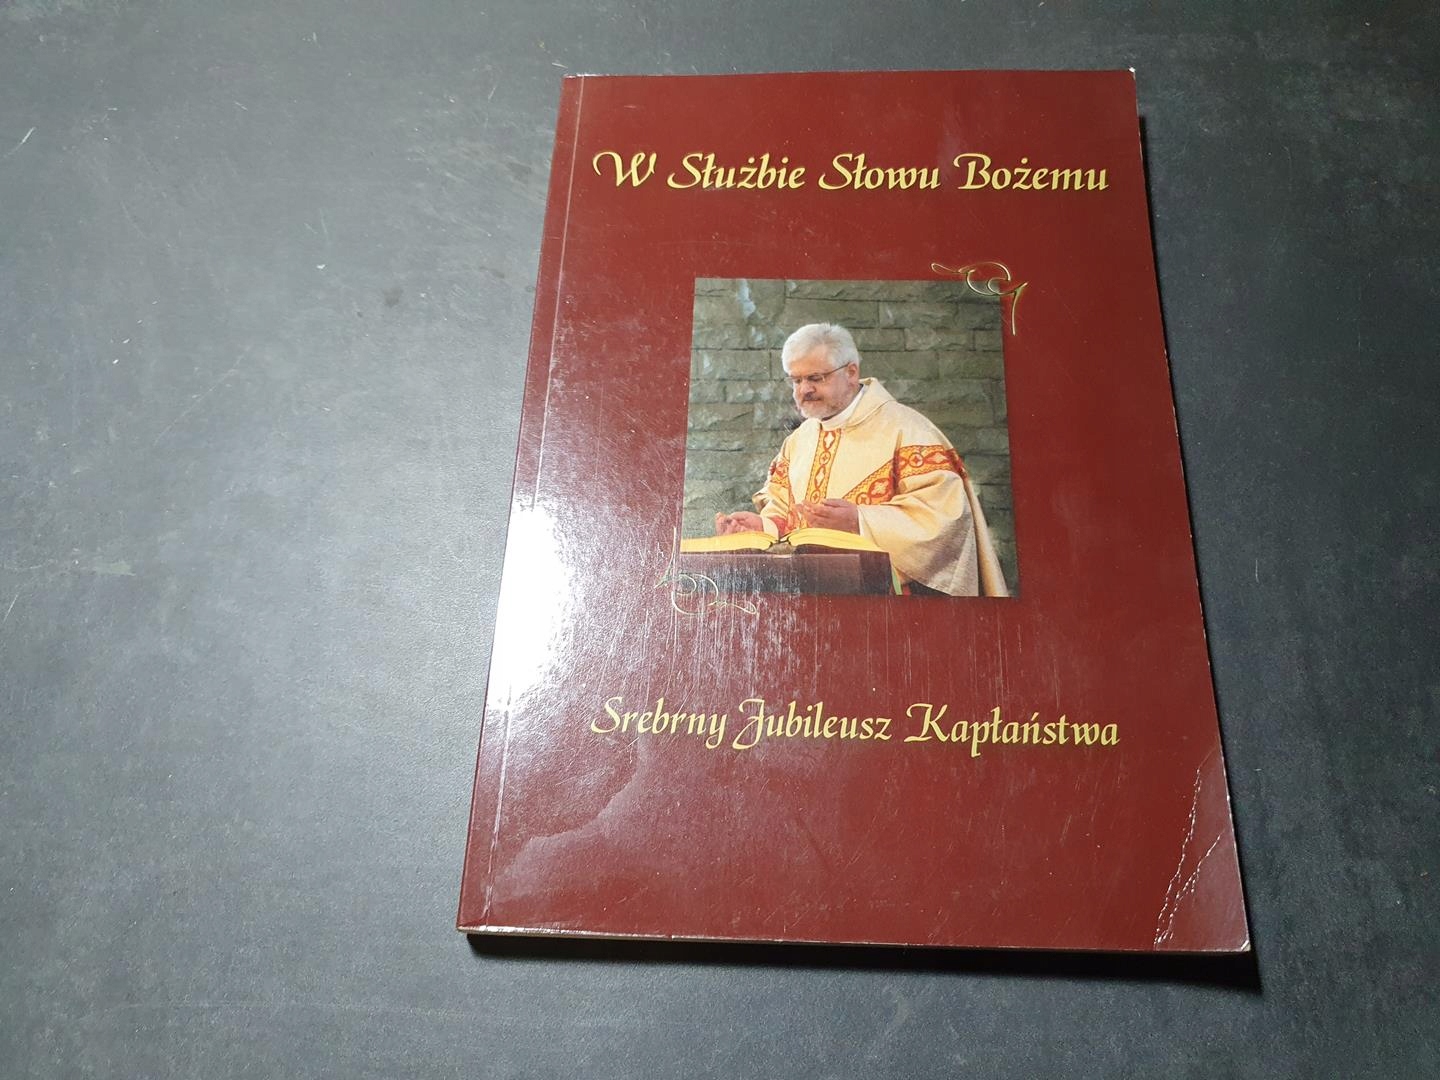 W Służbie Słowu Bożemu
Srebrny Jubileusz Kapłaństwa